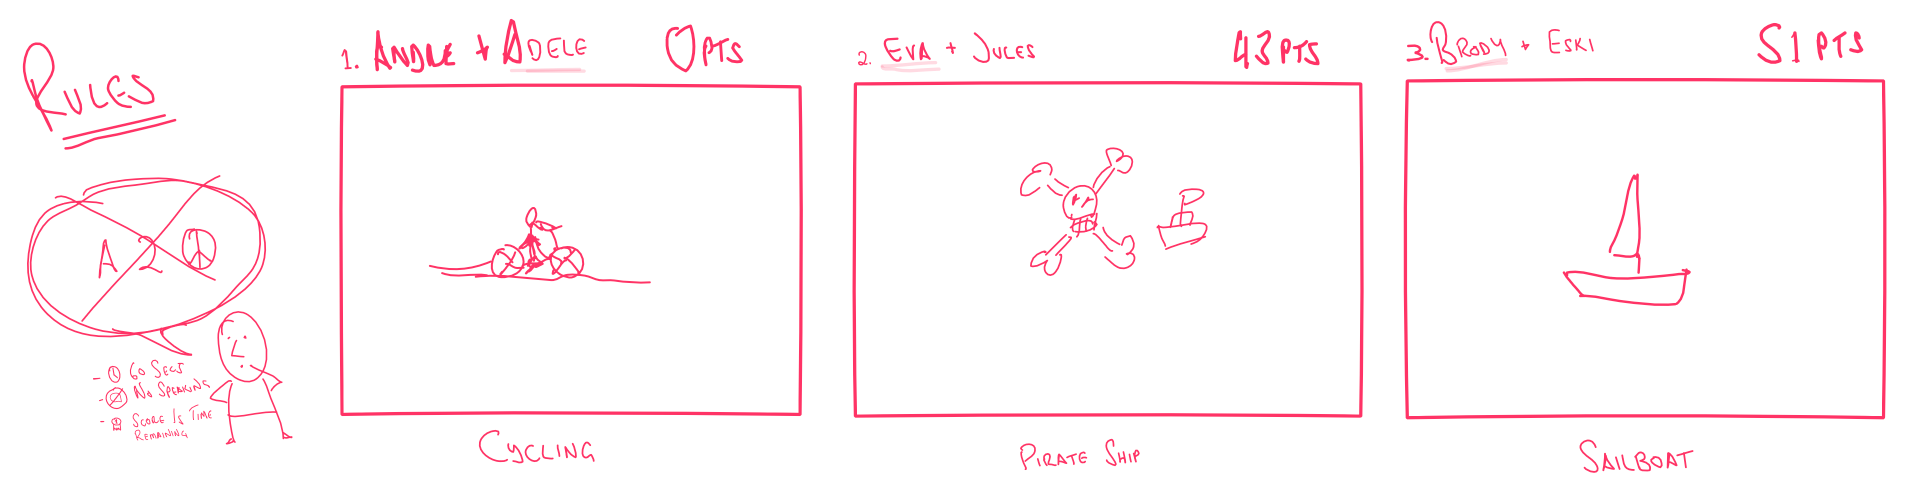 RULES
A 2
- 60 SECS
- NO SPEAKING
- SCORE IS TIME
REMAINING
1. ANDRE + ADELE 0 PTS
CYCLING
2. EVA + JULES 43 PTS
PIRATE SHIP
3. BRODY + ESKI 51 PTS
SAILBOAT